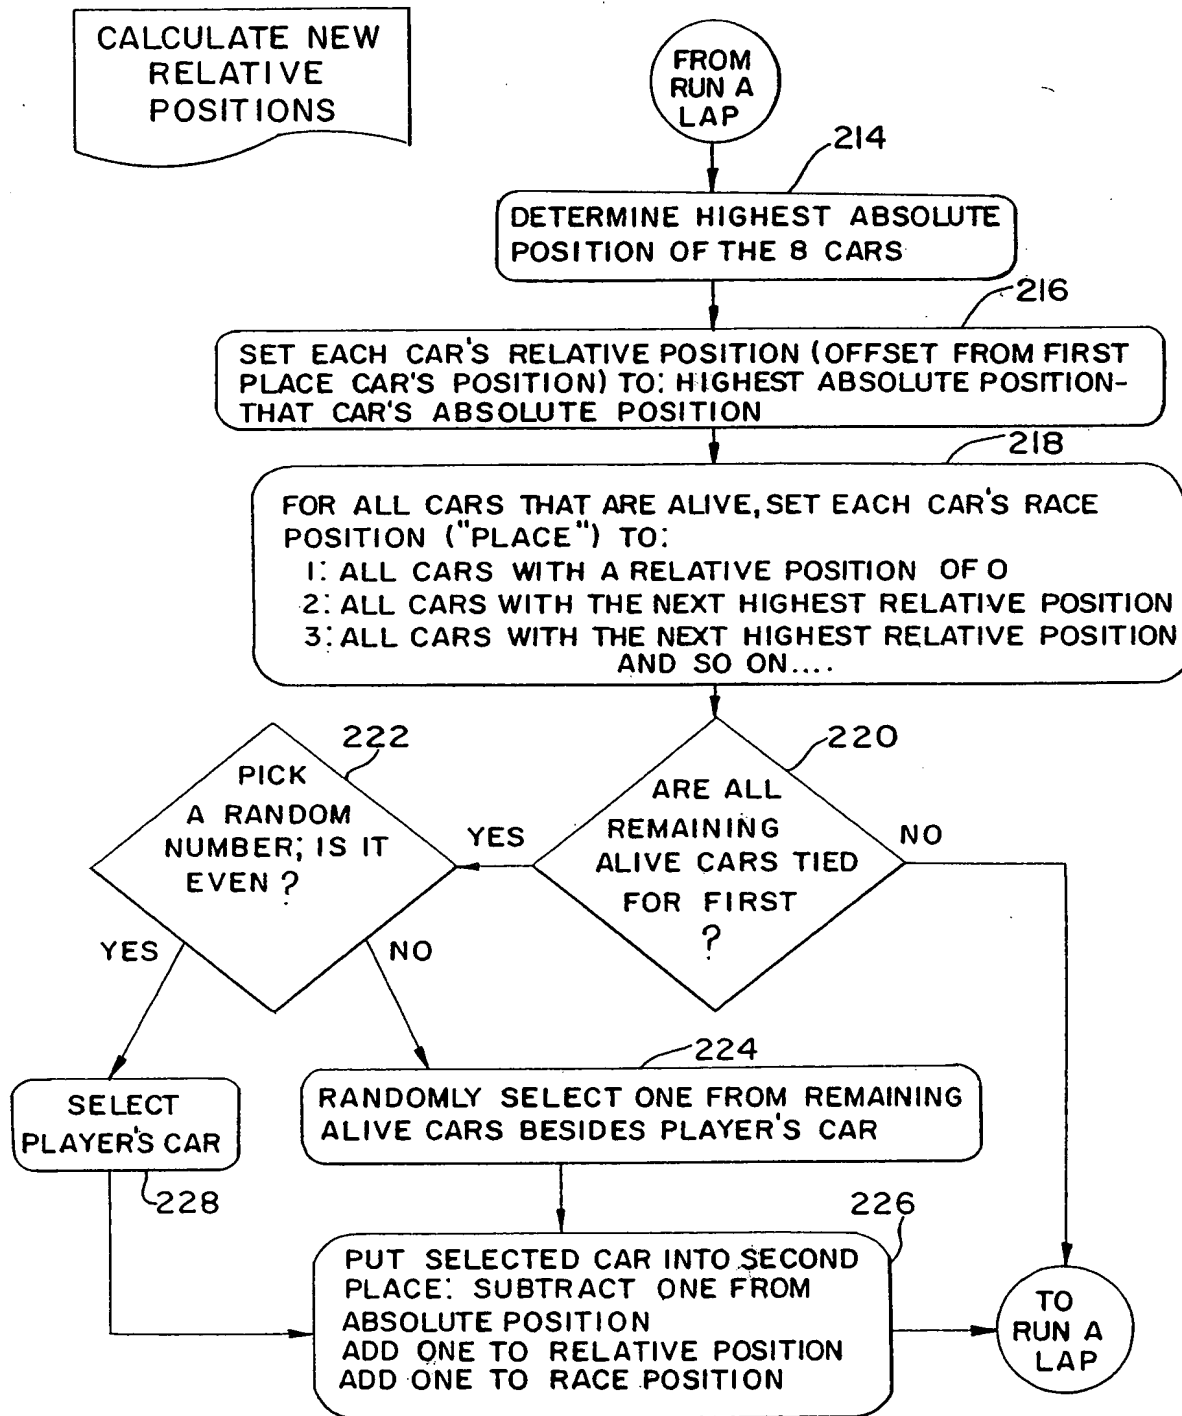 CALCULATE NEW
RELATIVE
POSITIONS
FROM
RUN A
LAP
214
DETERMINE HIGHEST ABSOLUTE
POSITION OF THE 8 CARS
216
SET EACH CAR'S RELATIVE POSITION (OFFSET FROM FIRST
PLACE CAR'S POSITION) TO: HIGHEST ABSOLUTE POSITION-
THAT CAR'S ABSOLUTE POSITION
218
FOR ALL CARS THAT ARE ALIVE, SET EACH CAR'S RACE
POSITION ("PLACE") TO:
1: ALL CARS WITH A RELATIVE POSITION OF 0
2: ALL CARS WITH THE NEXT HIGHEST RELATIVE POSITION
3: ALL CARS WITH THE NEXT HIGHEST RELATIVE POSITION
AND SO ON....
220
ARE ALL
REMAINING
ALIVE CARS TIED
FOR FIRST
?
YES
NO
222
PICK
A RANDOM
NUMBER; IS IT
EVEN?
YES
NO
224
RANDOMLY SELECT ONE FROM REMAINING
ALIVE CARS BESIDES PLAYER'S CAR
SELECT
PLAYER'S CAR
228
226
PUT SELECTED CAR INTO SECOND
PLACE: SUBTRACT ONE FROM
ABSOLUTE POSITION
ADD ONE TO RELATIVE POSITION
ADD ONE TO RACE POSITION
TO
RUN A
LAP